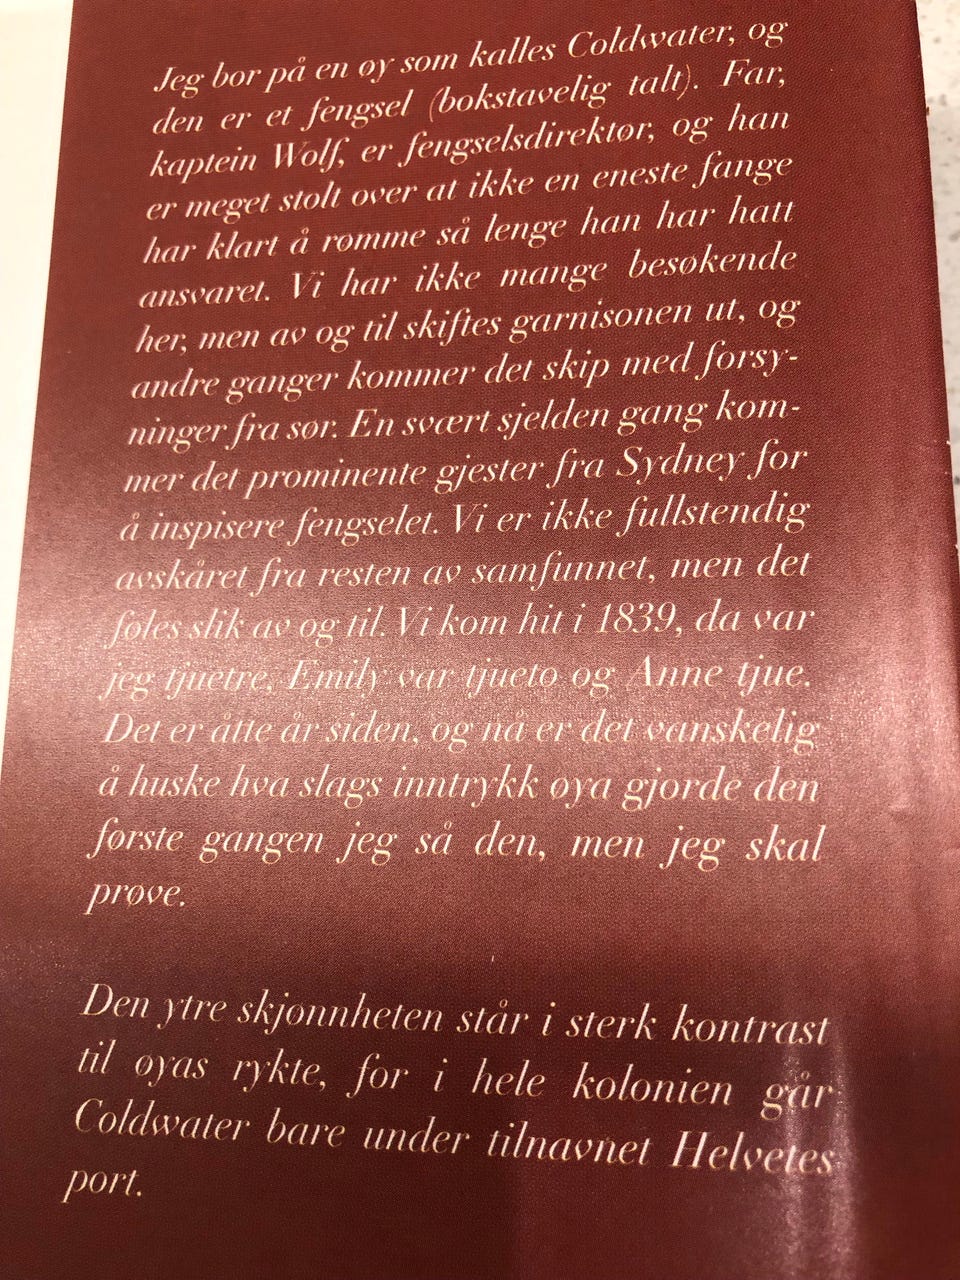 Jeg bor på en øy som kalles Coldwater, og
den er et fengsel (bokstavelig talt). Far,
kaptein Wolf, er fengselsdirektør, og han
er meget stolt over at ikke en eneste fange
har klart å rømme så lenge han har hatt
ansvaret. Vi har ikke mange besøkende
her, men av og til skiftes garnisonen ut, og
andre ganger kommer det skip med forsy-
ninger fra sør. En svært sjelden gang kom-
mer det prominente gjester fra Sydney for
å inspisere fengselet. Vi er ikke fullstendig
avskåret fra resten av samfunnet, men det
føles slik av og til. Vi kom hit i 1839, da var
jeg tjuetre, Emily var tjueto og Anne tjue.
Det er åtte år siden, og nå er det vanskelig
å huske hva slags inntrykk øya gjorde den
første gangen jeg så den, men jeg skal
prøve.
Den ytre skjønnheten står i sterk kontrast
til øyas rykte, for i hele kolonien går
Coldwater bare under tilnavnet Helvetes
port.